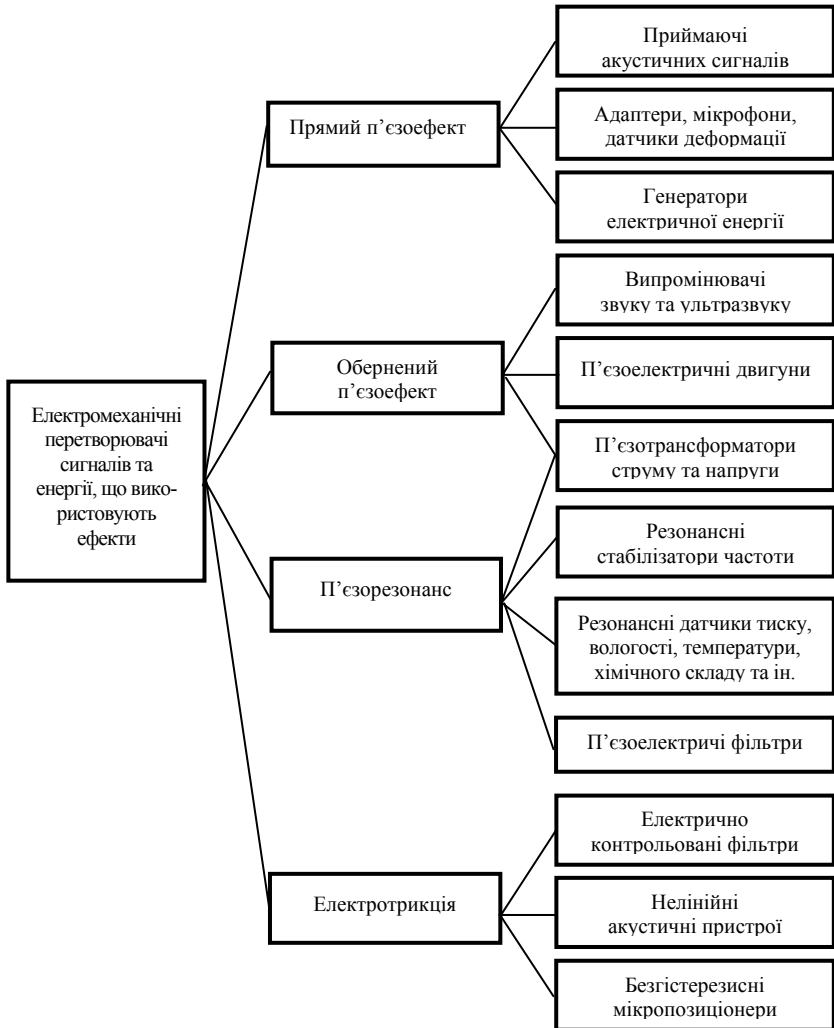 Електромеханічні
перетворювачі
сигналів та
енергії, що вико-
ристовують
ефекти
Прямий п’єзоефект
Приймаючі
акустичних сигналів
Адаптери, мікрофони,
датчики деформації
Генератори
електричної енергії
Обернений
п’єзоефект
Випромінювачі
звуку та ультразвуку
П’єзоелектричні двигуни
П’єзотрансформатори
струму та напруги
П’єзорезонанс
Резонансні
стабілізатори частоти
Резонансні датчики тиску,
вологості, температури,
хімічного складу та ін.
П’єзоелектричі фільтри
Електротрикція
Електрично
контрольовані фільтри
Нелінійні
акустичні пристрої
Безгістерезисні
мікропозиціонери